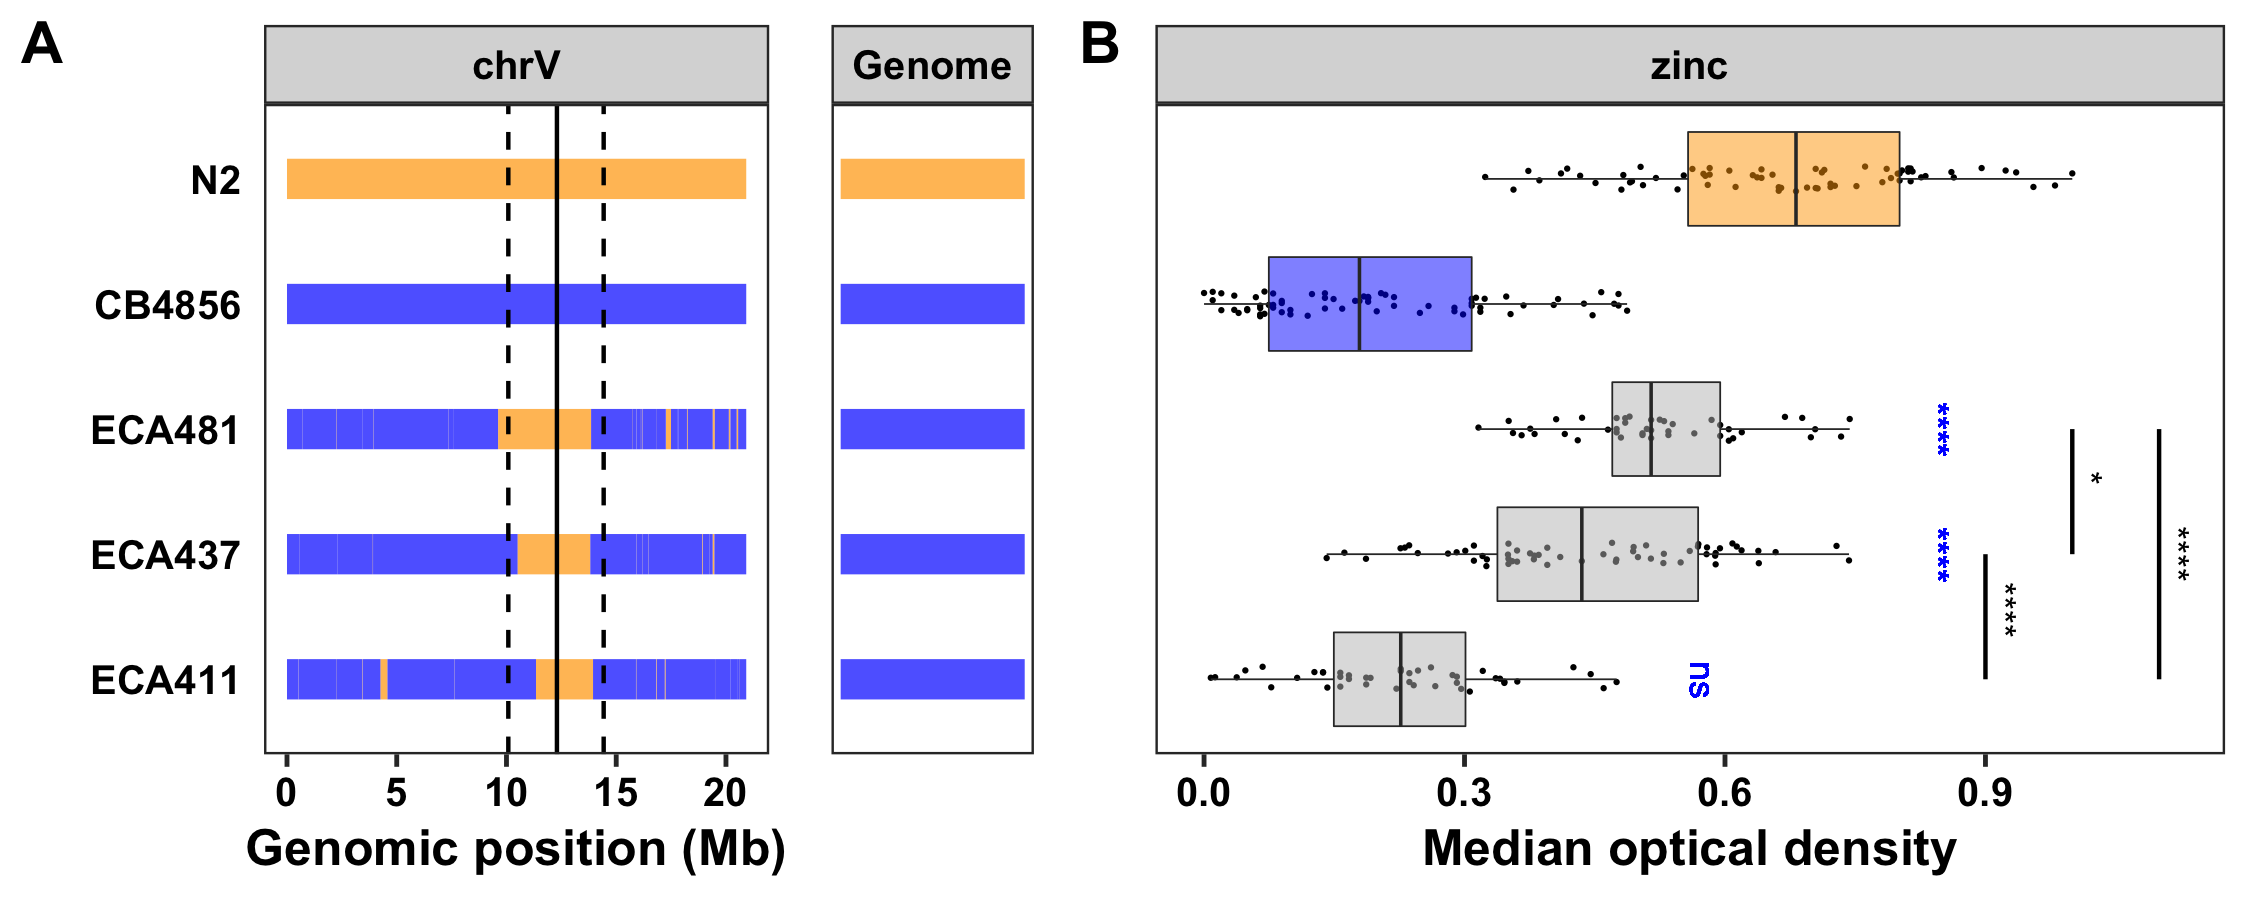 A
chrV
Genome
N2
CB4856
ECA481
ECA437
ECA411
0 5 10 15 20
Genomic position (Mb)
B
zinc
****
****
ns
*
****
****
0.0 0.3 0.6 0.9
Median optical density